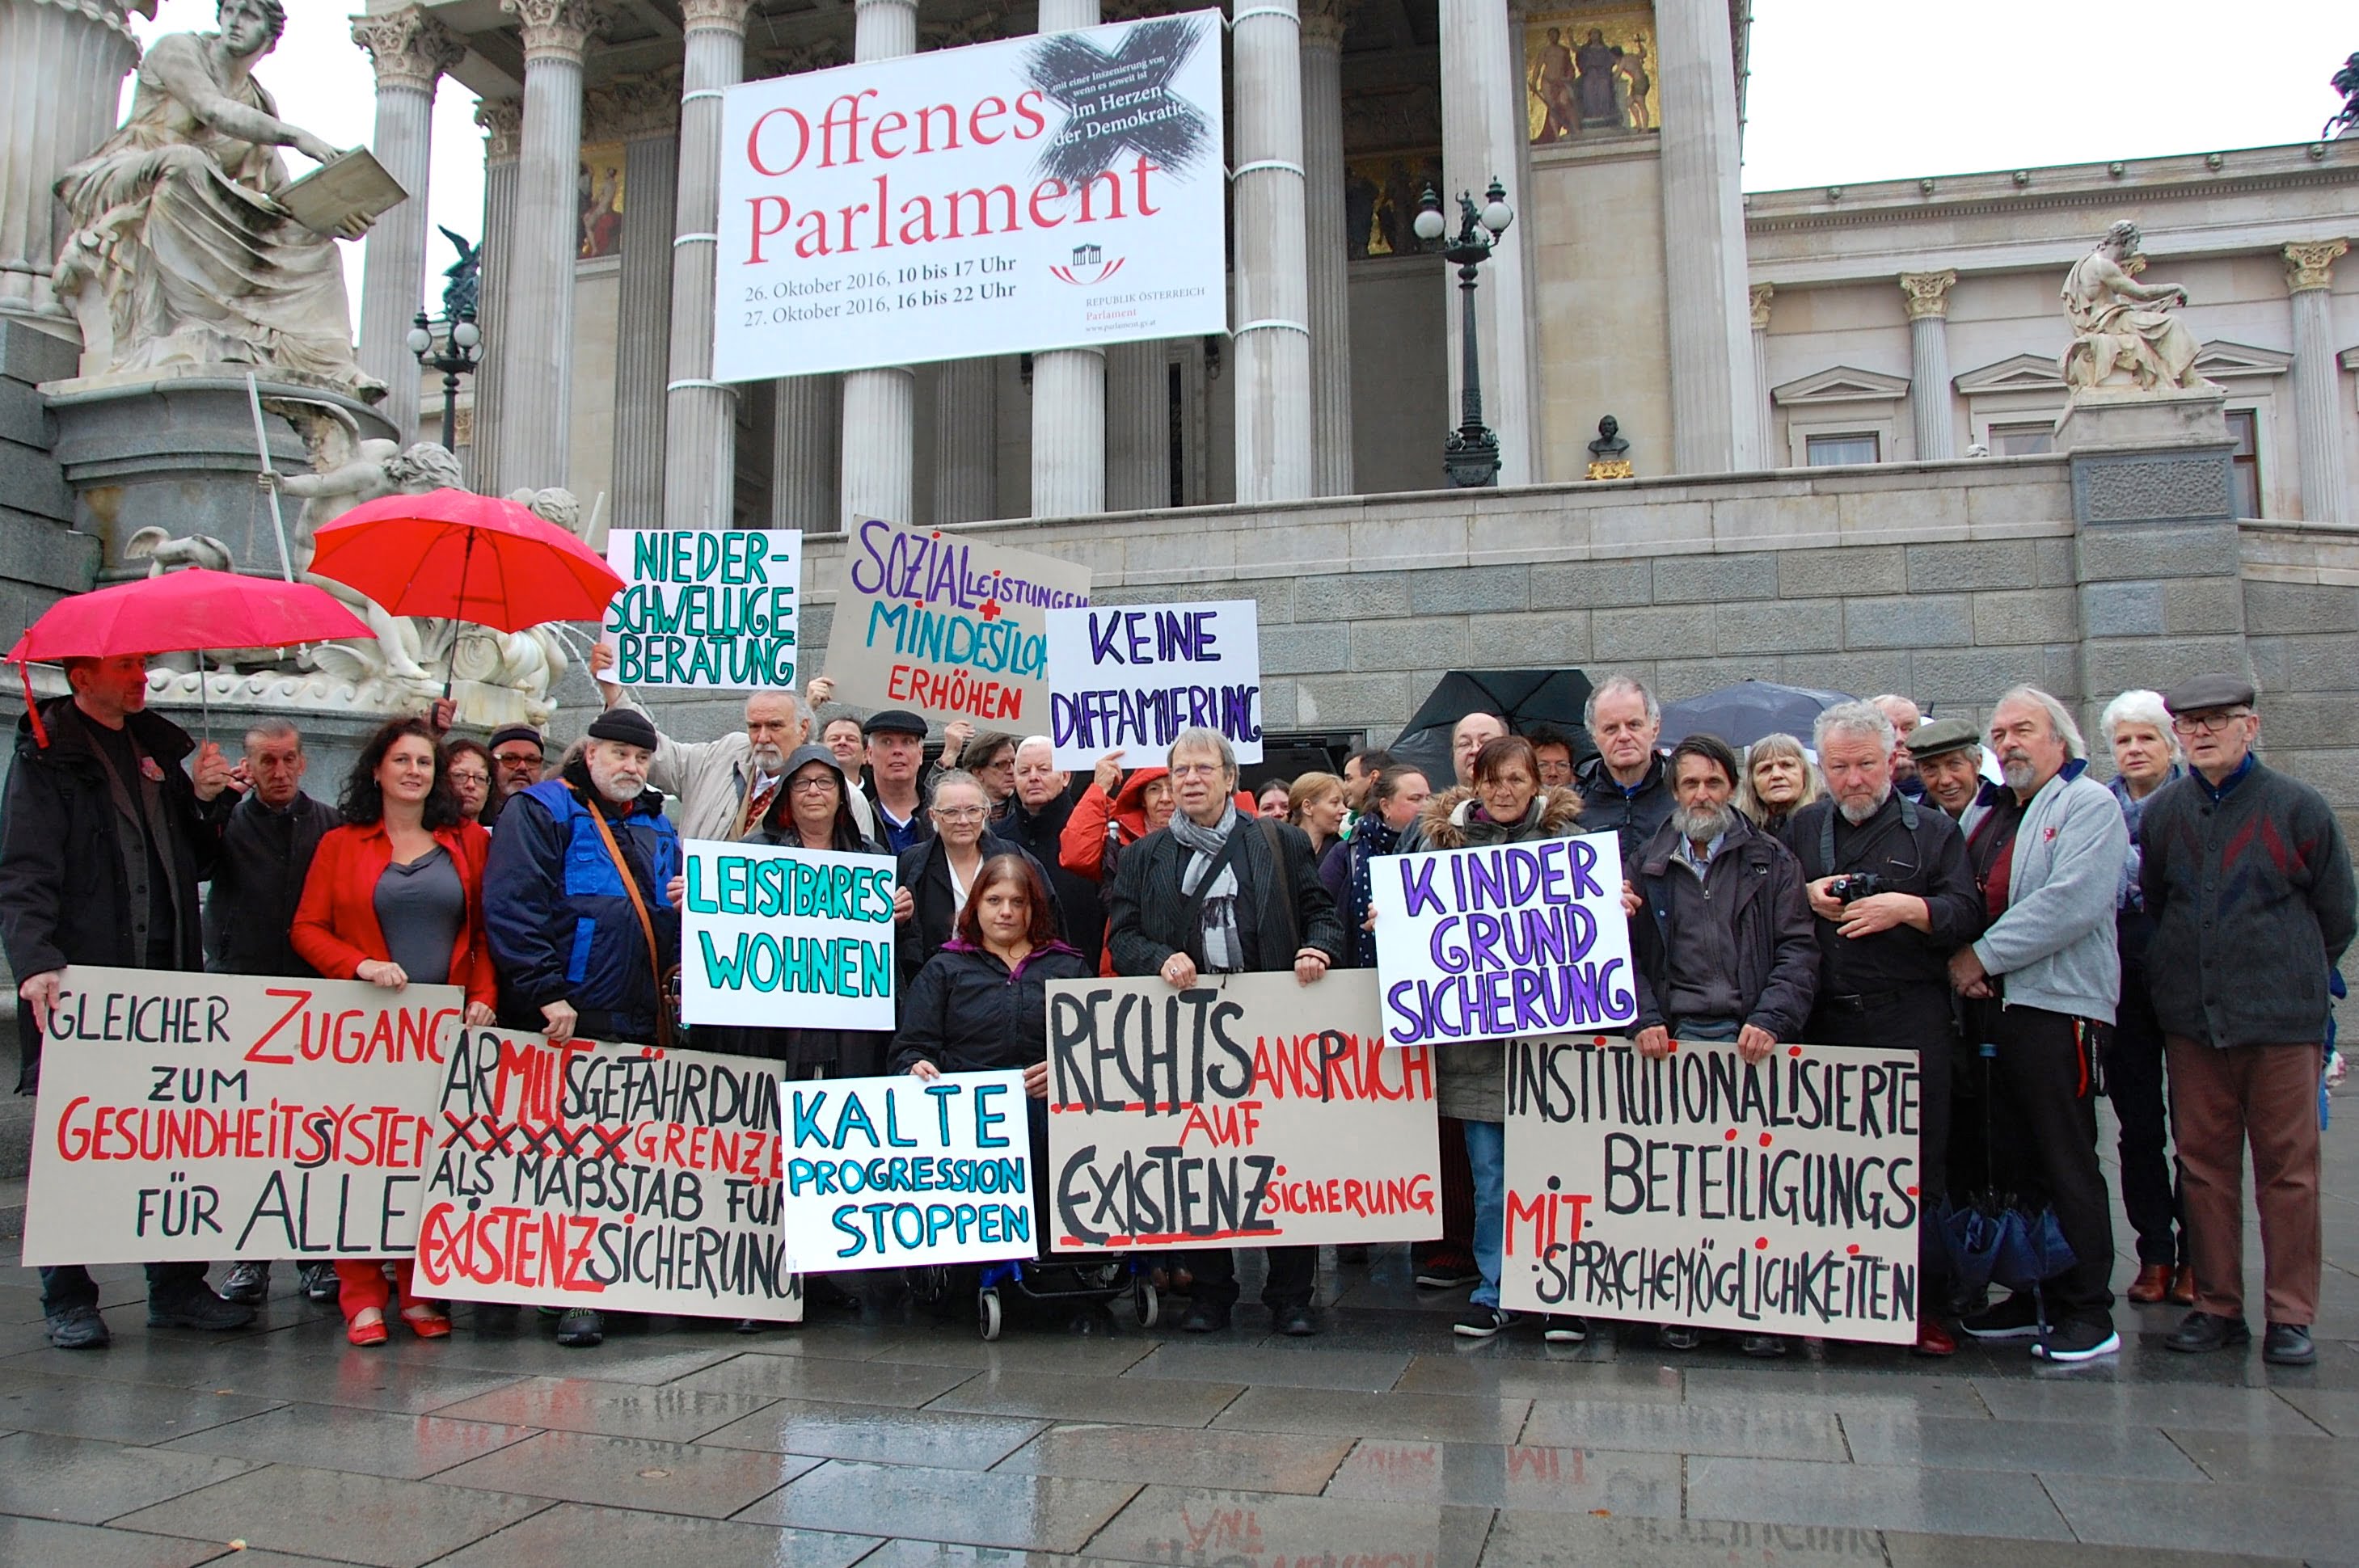 Offenes
Parlament
mit einer Inszenierung von
wenn es soweit ist
Im Herzen
der Demokratie
26. Oktober 2016, 10 bis 17 Uhr
27. Oktober 2016, 16 bis 22 Uhr
REPUBLIK ÖSTERREICH
Parlament
www.parlament.gv.at
NIEDER-
SCHWELLIGE
BERATUNG
SOZIALLEISTUNGEN
+
MINDESTLOH
ERHÖHEN
KEINE
DIFFAMIERUNG
LEISTBARES
WOHNEN
KINDER
GRUND
SICHERUNG
GLEICHER ZUGANG
ZUM
GESUNDHEITSSYSTEM
FÜR ALLE
ARMUTSGEFÄHRDUN
XXXXX GRENZE
ALS MAßSTAB FÜR
EXISTENZSICHERUNG
KALTE
PROGRESSION
STOPPEN
RECHTSANSPRUCH
AUF
EXISTENZSICHERUNG
INSTITUTIONALISIERTE
BETEILIGUNGS-
MIT-
SPRACHEMÖGLICHKEITEN